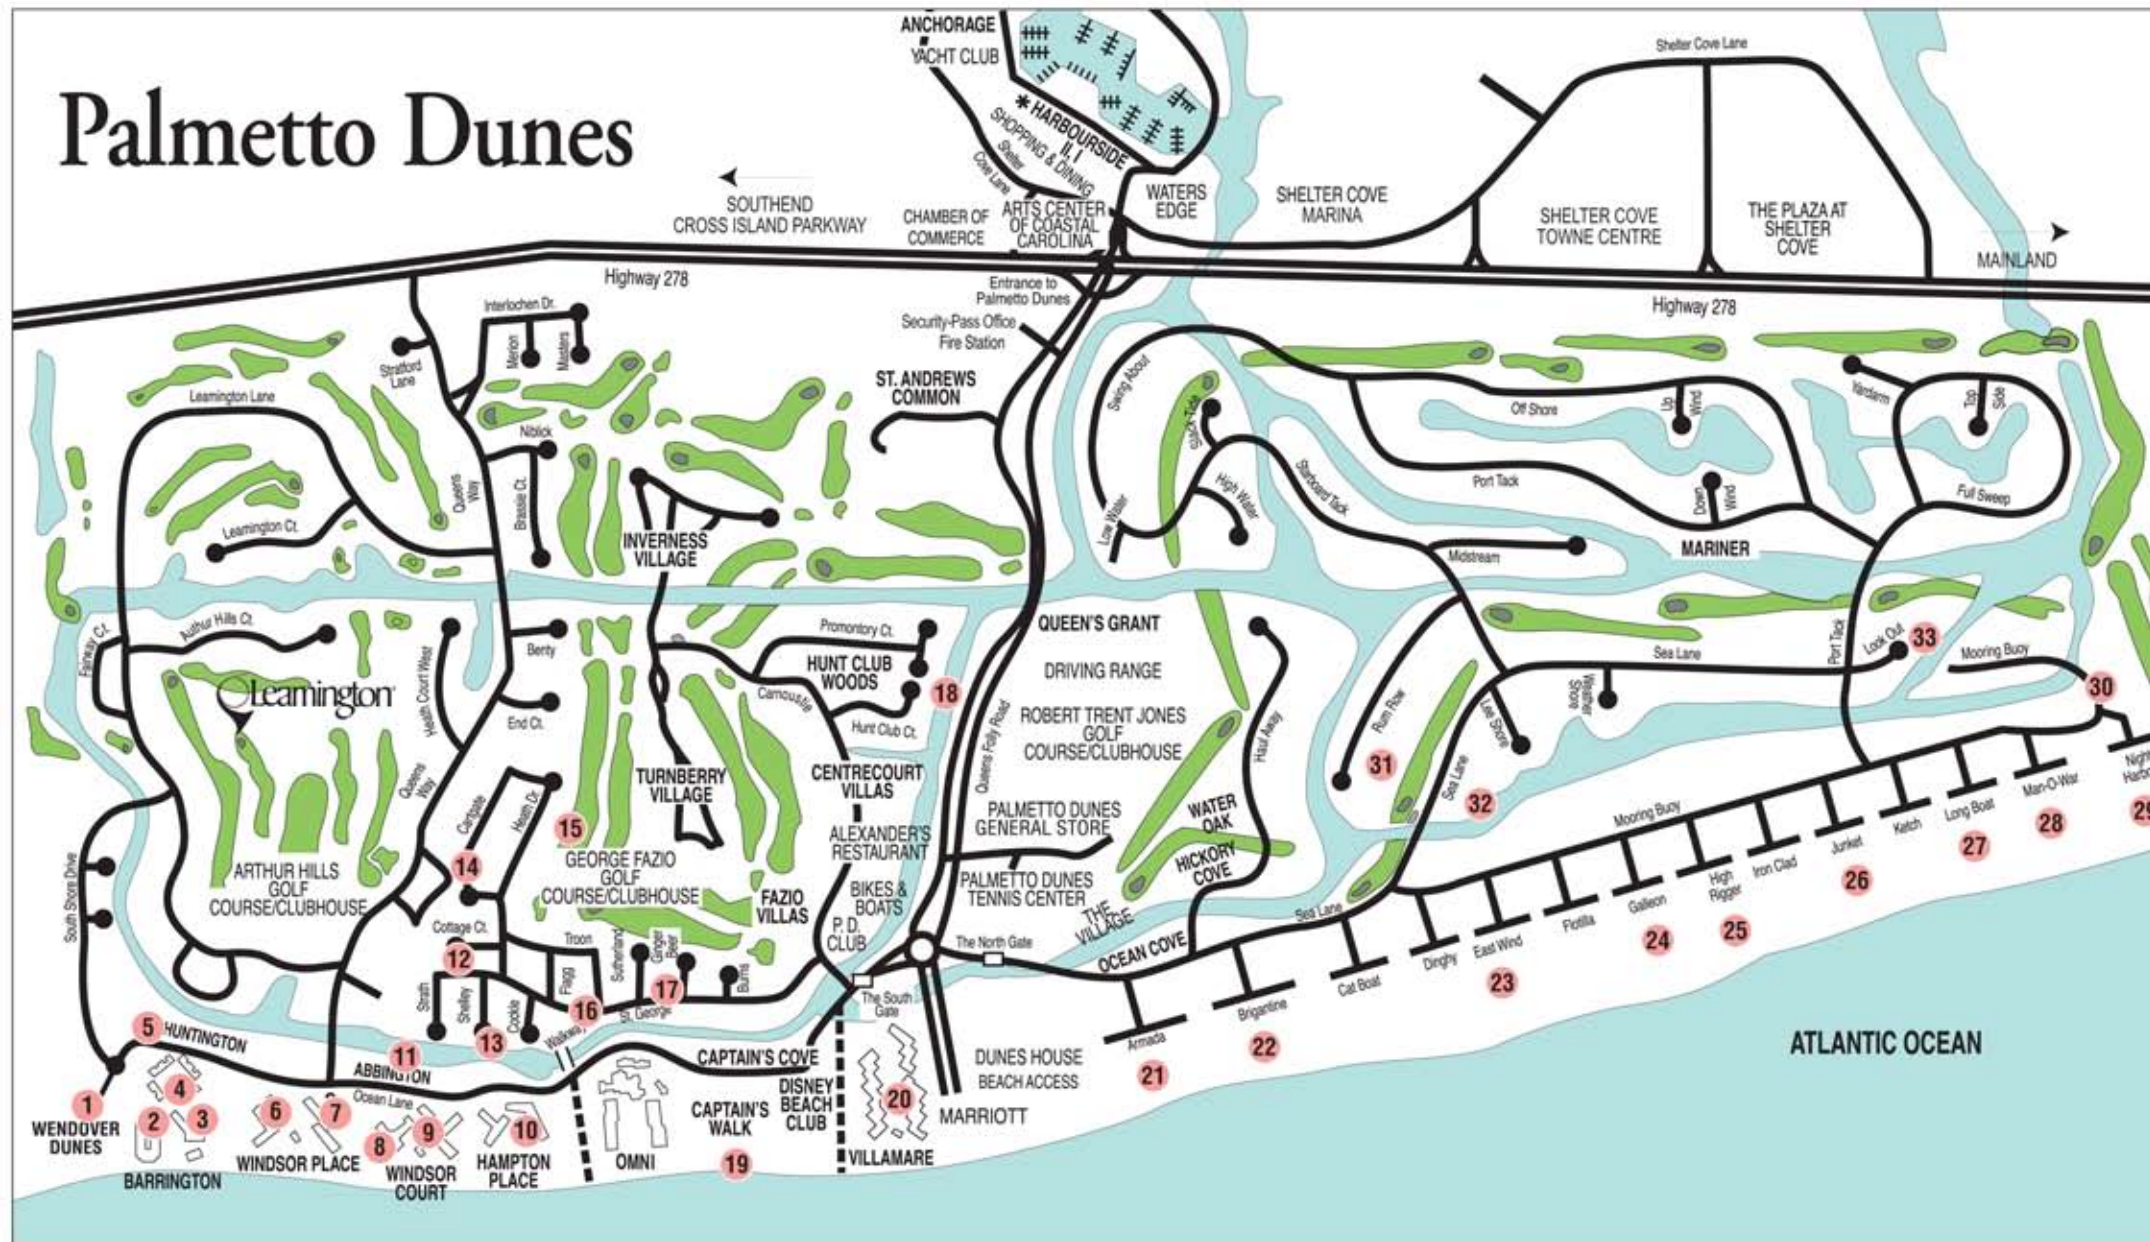 ANCHORAGE
YACHT CLUB
Palmetto Dunes
* HARBOURSIDE
II, I
SHOPPING & DINING
Shelter
Cove Lane
Shelter Cove Lane
SOUTHEND
CROSS ISLAND PARKWAY
CHAMBER OF
COMMERCE
ARTS CENTER
OF COASTAL
CAROLINA
WATERS
EDGE
SHELTER COVE
MARINA
SHELTER COVE
TOWNE CENTRE
THE PLAZA AT
SHELTER
COVE
MAINLAND
Highway 278
Highway 278
Entrance to
Palmetto Dunes
Security-Pass Office
Fire Station
Interlochen Dr.
Merion
Masters
Stratford
Lane
Leamington Lane
ST. ANDREWS
COMMON
Swing About
Slack Tide
Off Shore
Up
Wind
Yardarm
Top
Side
Niblick
Queens
Way
Brassie Ct.
Leamington Ct.
INVERNESS
VILLAGE
Low Water
High Water
Starboard Tack
Port Tack
Down
Wind
Full Sweep
Midstream
MARINER
Fairway Ct.
Authur Hills Ct.
Heath Court West
Benty
End Ct.
Leamington
Promontory Ct.
HUNT CLUB
WOODS
Carnoustie
Hunt Club Ct.
18
QUEEN'S GRANT
DRIVING RANGE
ROBERT TRENT JONES
GOLF
COURSE/CLUBHOUSE
Queens Folly Road
Haul Away
Rum Row
31
Sea Lane
Weather
Shore
Lee Shore
Sea Lane
32
Port Tack
Look Out
33
Mooring Buoy
30
Queens
Way
Cartgate
Heath Dr.
14
15
TURNBERRY
VILLAGE
CENTRECOURT
VILLAS
ALEXANDER'S
RESTAURANT
PALMETTO DUNES
GENERAL STORE
WATER
OAK
HICKORY
COVE
PALMETTO DUNES
TENNIS CENTER
THE
VILLAGE
South Shore Drive
ARTHUR HILLS
GOLF
COURSE/CLUBHOUSE
GEORGE FAZIO
GOLF
COURSE/CLUBHOUSE
FAZIO
VILLAS
BIKES &
BOATS
P.D.
CLUB
The North Gate
OCEAN COVE
Sea Lane
Mooring Buoy
Cottage Ct.
12
Troon
Strath
Shelley
Cookie
Flagg
Sutherland
Ginger
Beer
Burns
13
16
17
St. George
Walkway
The South
Gate
Armada
21
Brigantine
22
Cat Boat
Dinghy
East Wind
23
Flotilla
Galleon
24
High
Rigger
25
Iron Clad
Junket
26
Ketch
Long Boat
27
Man-O-War
28
Night
Harbo
29
5
HUNTINGTON
11
ABBINGTON
Ocean Lane
CAPTAIN'S COVE
DISNEY
BEACH
CLUB
DUNES HOUSE
BEACH ACCESS
MARRIOTT
ATLANTIC OCEAN
1
WENDOVER
DUNES
2
3
4
BARRINGTON
6
7
WINDSOR PLACE
8
9
WINDSOR
COURT
10
HAMPTON
PLACE
OMNI
CAPTAIN'S
WALK
19
20
VILLAMARE